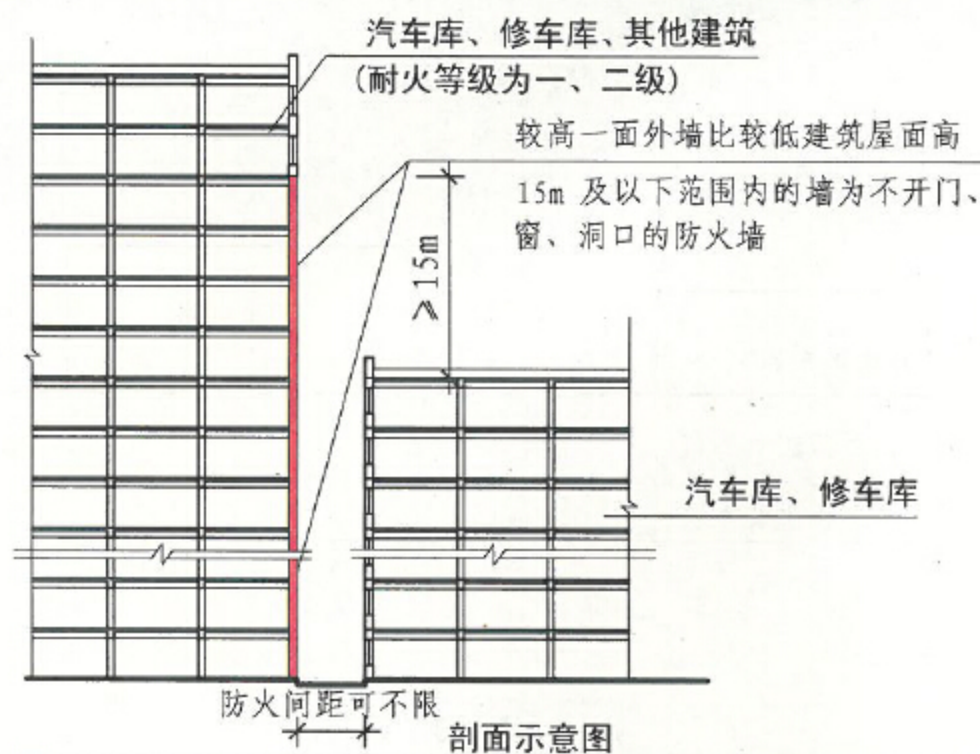 汽车库、修车库、其他建筑
(耐火等级为一、二级)
较高一面外墙比较低建筑屋面高
15m 及以下范围内的墙为不开门、
窗、洞口的防火墙
≥15m
汽车库、修车库
防火间距可不限
剖面示意图